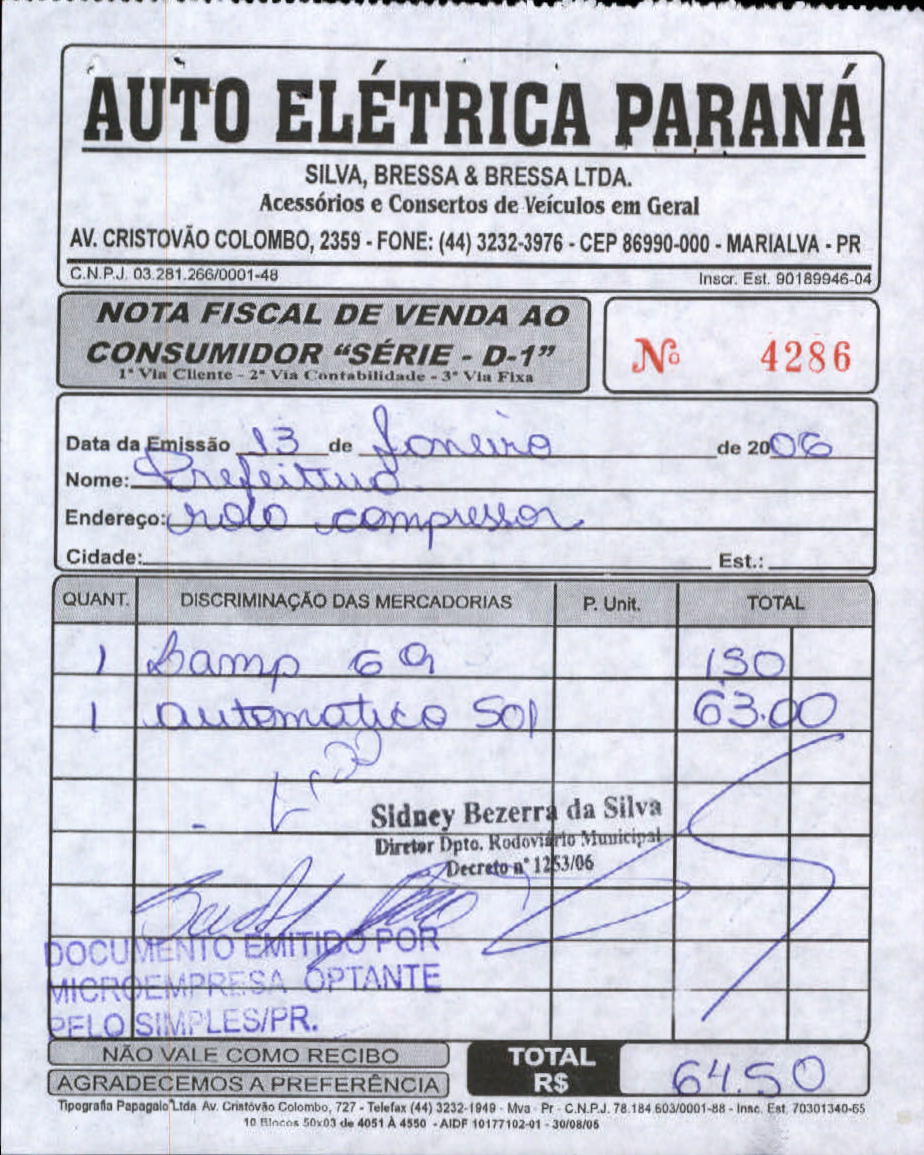 AUTO ELÉTRICA PARANÁ
SILVA, BRESSA & BRESSA LTDA.
Acessórios e Consertos de Veículos em Geral
AV. CRISTOVÃO COLOMBO, 2359 - FONE: (44) 3232-3976 - CEP 86990-000 - MARIALVA - PR
C.N.P.J. 03.281.266/0001-48 Inscr. Est. 90189946-04
NOTA FISCAL DE VENDA AO
CONSUMIDOR "SÉRIE - D-1"
1ª Via Cliente - 2ª Via Contabilidade - 3ª Via Fixa
Nº 4286
Data da Emissão 13 de Janeiro de 2006
Nome: Prefeitura
Endereço: rolo compressor
Cidade: Est.:
QUANT. DISCRIMINAÇÃO DAS MERCADORIAS P. Unit. TOTAL
1 Lamp 69 1 50
1 automatico Sol 63.00
Sidney Bezerra da Silva
Diretor Dpto. Rodoviário Municipal
Decreto nº 1253/06
DOCUMENTO EMITIDO POR
MICROEMPRESA OPTANTE
PELO SIMPLES/PR.
NÃO VALE COMO RECIBO
AGRADECEMOS A PREFERÊNCIA
TOTAL R$ 64.50
Tipografia Papagaio Ltda Av. Cristóvão Colombo, 727 - Telefax (44) 3232-1949 - Mva - Pr - C.N.P.J. 78.184.603/0001-88 - Insc. Est. 70301340-65
10 Blocos 50x03 de 4051 À 4550 - AIDF 10177102-01 - 30/08/05